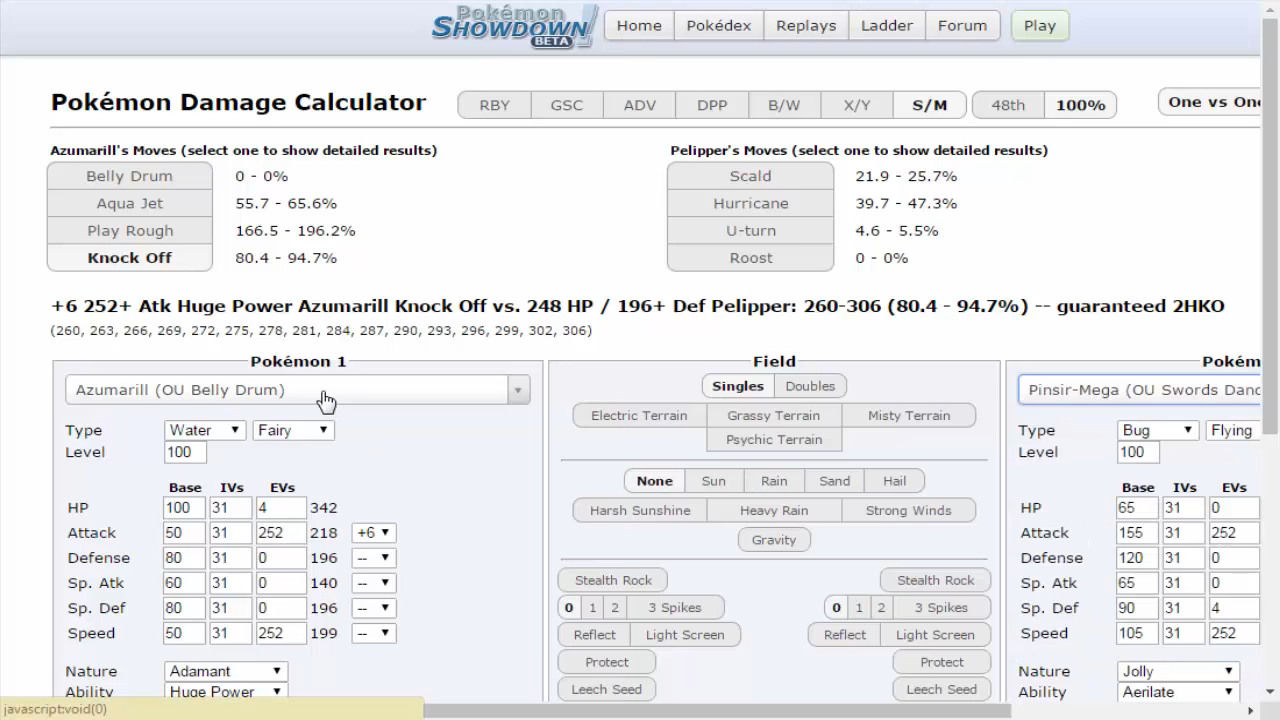 Pokémon
SHOWDOWN
BETA
Home Pokédex Replays Ladder Forum Play
Pokémon Damage Calculator RBY GSC ADV DPP B/W X/Y S/M 48th 100% One vs One
Azumarill's Moves (select one to show detailed results) Pelipper's Moves (select one to show detailed results)
Belly Drum 0 - 0% Scald 21.9 - 25.7%
Aqua Jet 55.7 - 65.6% Hurricane 39.7 - 47.3%
Play Rough 166.5 - 196.2% U-turn 4.6 - 5.5%
Knock Off 80.4 - 94.7% Roost 0 - 0%
+6 252+ Atk Huge Power Azumarill Knock Off vs. 248 HP / 196+ Def Pelipper: 260-306 (80.4 - 94.7%) -- guaranteed 2HKO
(260, 263, 266, 269, 272, 275, 278, 281, 284, 287, 290, 293, 296, 299, 302, 306)
Pokémon 1 Field Pokém
Azumarill (OU Belly Drum) Singles Doubles Pinsir-Mega (OU Swords Danc
Electric Terrain Grassy Terrain Misty Terrain
Type Water Fairy Psychic Terrain Type Bug Flying
Level 100 Level 100
None Sun Rain Sand Hail
Base IVs EVs Base IVs EVs
HP 100 31 4 342 Harsh Sunshine Heavy Rain Strong Winds HP 65 31 0
Attack 50 31 252 218 +6 Gravity Attack 155 31 252
Defense 80 31 0 196 -- Defense 120 31 0
Sp. Atk 60 31 0 140 -- Stealth Rock Stealth Rock Sp. Atk 65 31 0
Sp. Def 80 31 0 196 -- 0 1 2 3 Spikes 0 1 2 3 Spikes Sp. Def 90 31 4
Speed 50 31 252 199 -- Reflect Light Screen Reflect Light Screen Speed 105 31 252
Protect Protect
Nature Adamant Nature Jolly
Ability Huge Power Leech Seed Leech Seed Ability Aerilate
javascript:void(0)